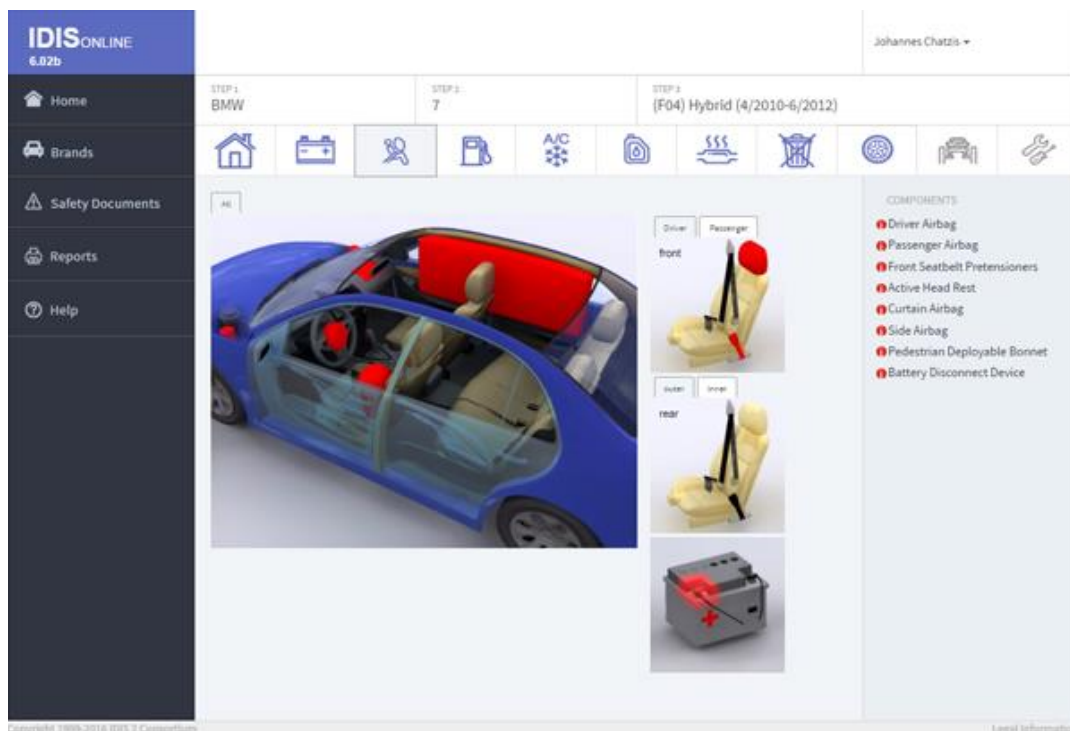 IDISONLINE
6.02b
Johannes Chatzis
Home
Brands
Safety Documents
Reports
Help
STEP 1
BMW
STEP 2
7
STEP 3
(F04) Hybrid (4/2010-6/2012)
A/C
All
Driver Passenger
front
outer inner
rear
COMPONENTS
Driver Airbag
Passenger Airbag
Front Seatbelt Pretensioners
Active Head Rest
Curtain Airbag
Side Airbag
Pedestrian Deployable Bonnet
Battery Disconnect Device